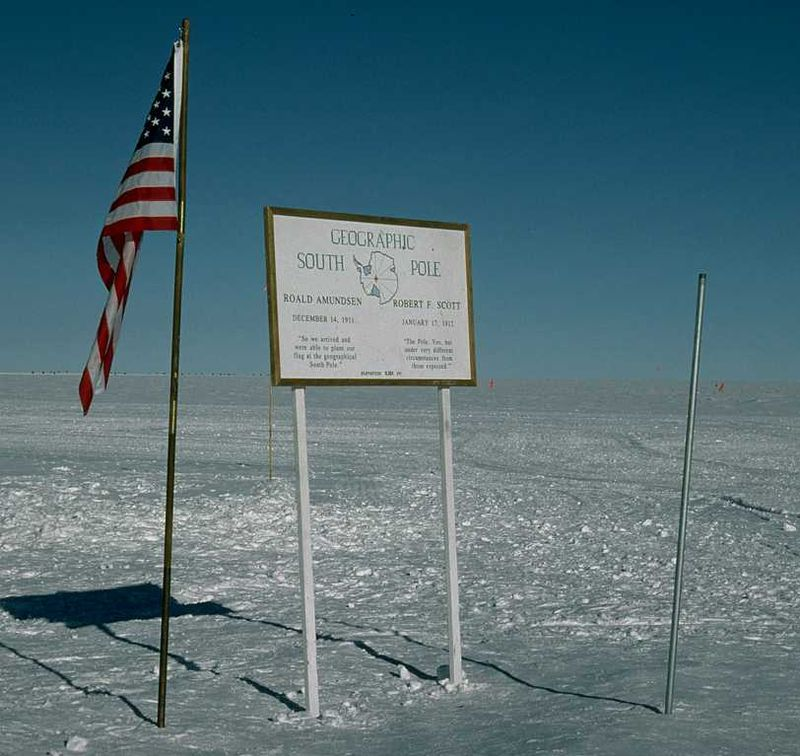 GEOGRAPHIC
SOUTH POLE
ROALD AMUNDSEN
DECEMBER 14, 1911
"So we arrived and
were able to plant our
flag at the geographical
South Pole."
ROBERT F. SCOTT
JANUARY 17, 1912
"The Pole. Yes, but
under very different
circumstances from
those expected."
ELEVATION